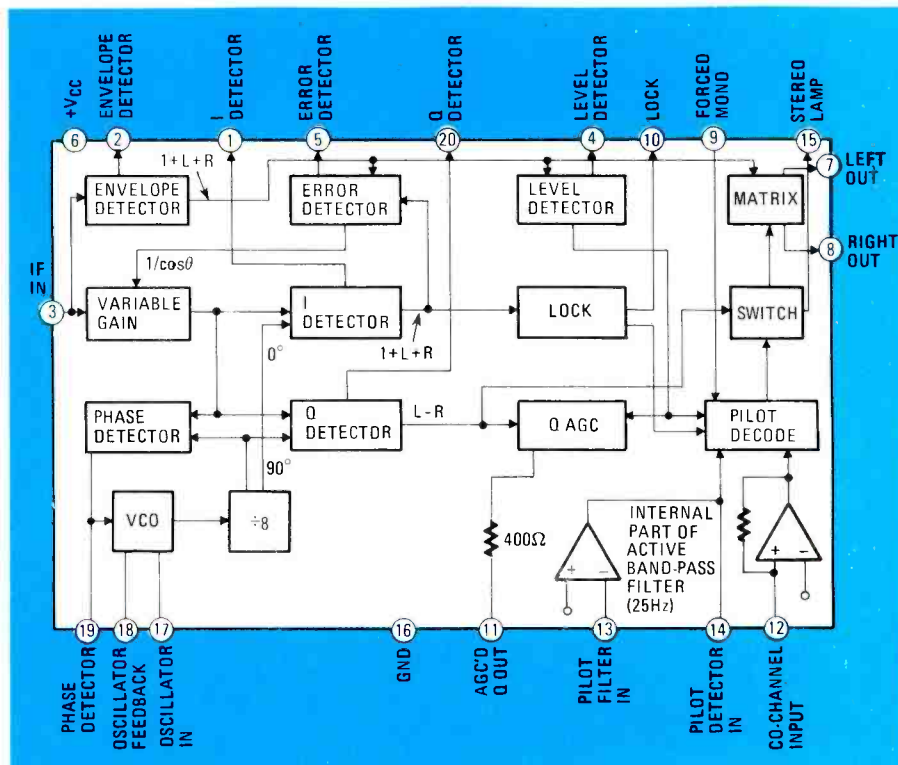 +VCC
ENVELOPE
DETECTOR
I
DETECTOR
ERROR
DETECTOR
Q
DETECTOR
LEVEL
DETECTOR
LOCK
FORCED
MONO
STEREO
LAMP
6
2
1
5
20
4
10
9
15
7
LEFT
OUT
1+L+R
ENVELOPE
DETECTOR
ERROR
DETECTOR
LEVEL
DETECTOR
MATRIX
8
RIGHT
OUT
1/cosθ
IF
IN
3
VARIABLE
GAIN
I
DETECTOR
LOCK
SWITCH
0°
1+L+R
PHASE
DETECTOR
Q
DETECTOR
L-R
Q AGC
PILOT
DECODE
90°
VCO
÷8
400Ω
INTERNAL
PART OF
ACTIVE
BAND-PASS
FILTER
(25Hz)
+ −
+ −
19
18
17
16
11
13
14
12
PHASE
DETECTOR
OSCILLATOR
FEEDBACK
OSCILLATOR
IN
GND
AGC'D
Q OUT
PILOT
FILTER
IN
PILOT
DETECTOR
IN
CO-CHANNEL
INPUT